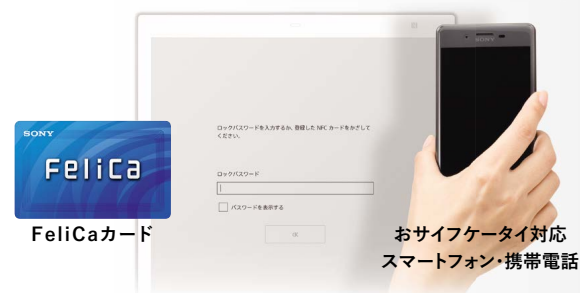 SONY
ロックパスワードを入力するか、登録した NFC カードをかざして
ください。
SONY
FeliCa
ロックパスワード
パスワードを表示する
OK
FeliCaカード
おサイフケータイ対応
スマートフォン・携帯電話